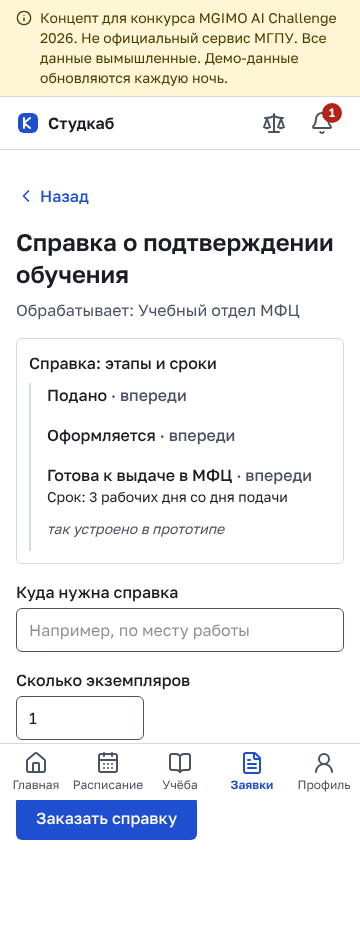 Концепт для конкурса MGIMO AI Challenge
2026. Не официальный сервис МГПУ. Все
данные вымышленные. Демо-данные
обновляются каждую ночь.
Студкаб
1
Назад
Справка о подтверждении
обучения
Обрабатывает: Учебный отдел МФЦ
Справка: этапы и сроки
Подано · впереди
Оформляется · впереди
Готова к выдаче в МФЦ · впереди
Срок: 3 рабочих дня со дня подачи
так устроено в прототипе
Куда нужна справка
Например, по месту работы
Сколько экземпляров
1
Главная Расписание Учёба Заявки Профиль
Заказать справку